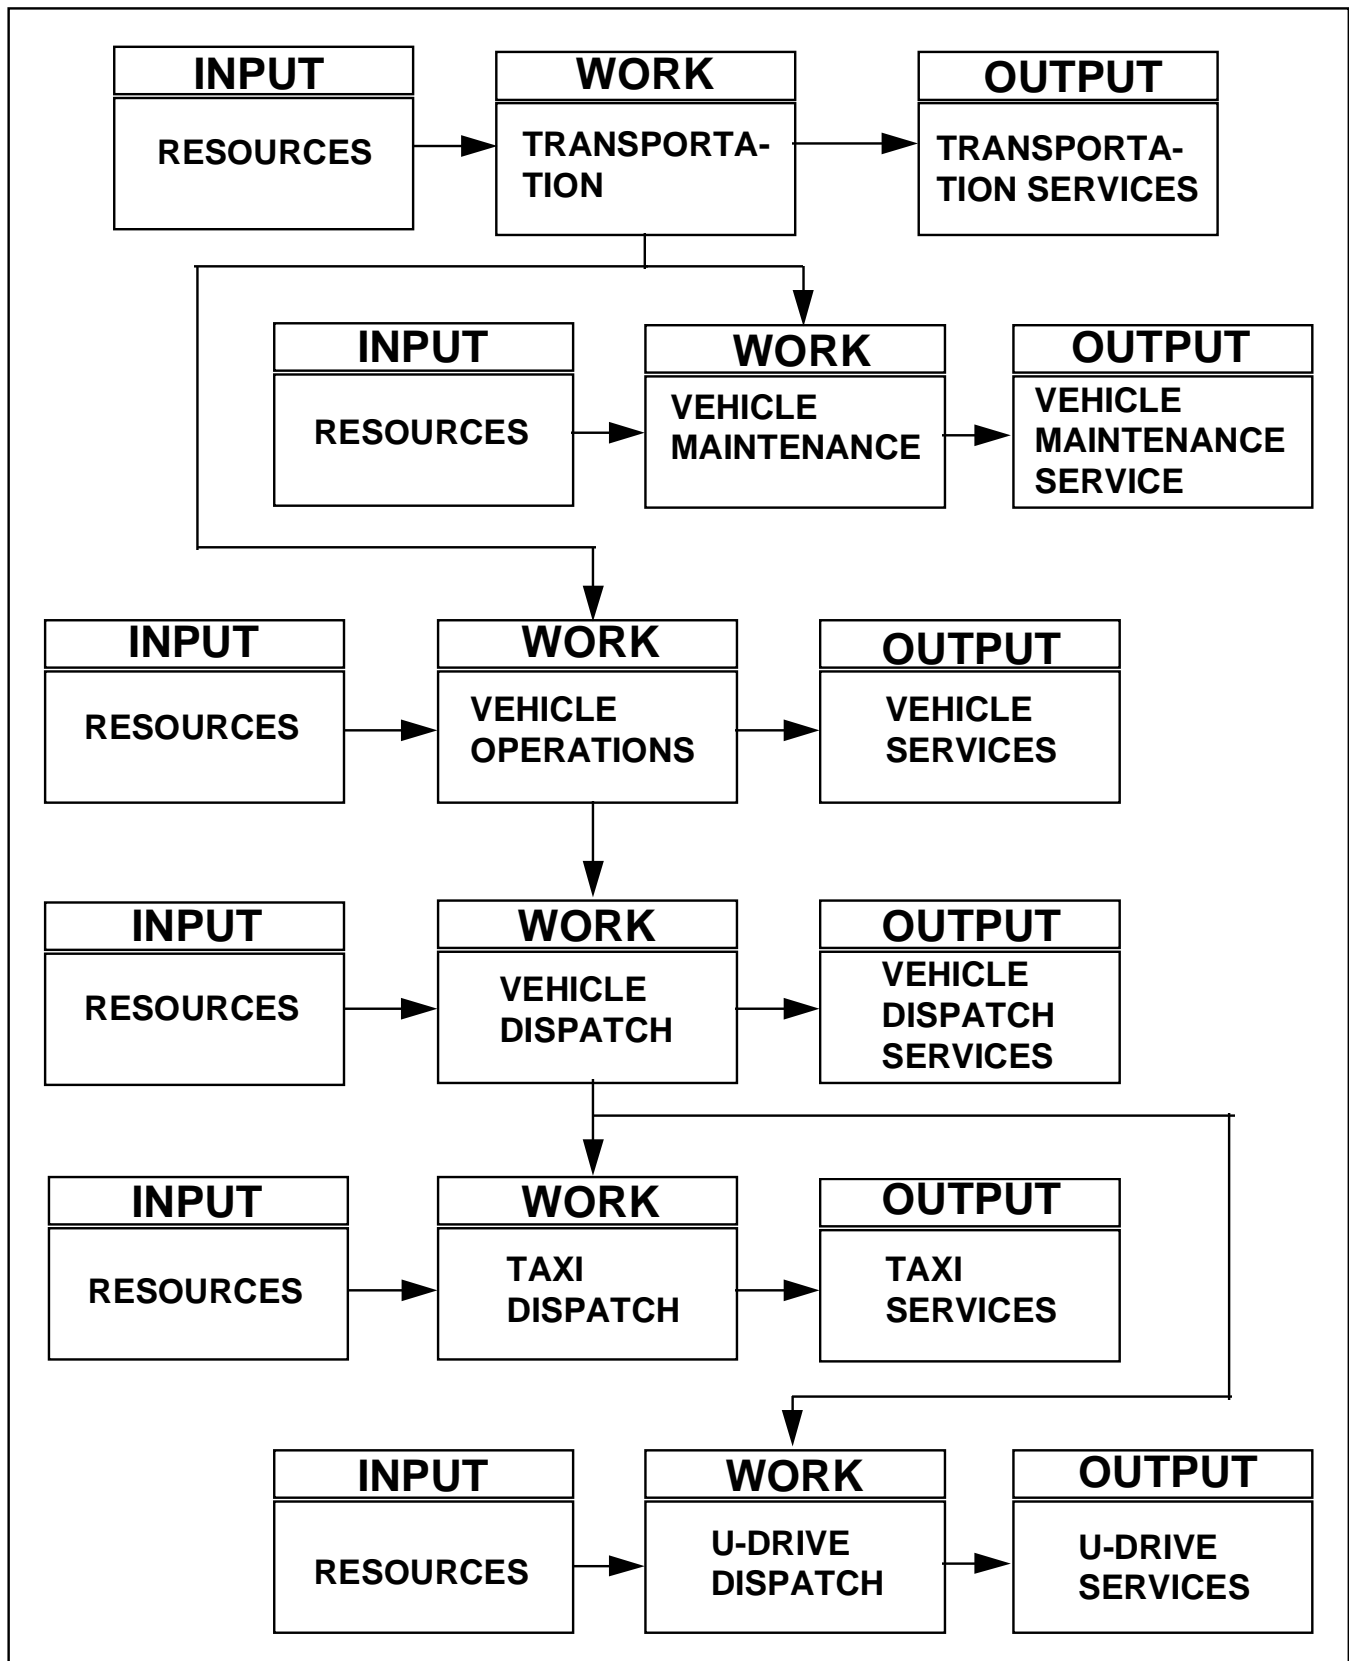 INPUT
WORK
OUTPUT
RESOURCES
TRANSPORTA-
TION
TRANSPORTA-
TION SERVICES
INPUT
WORK
OUTPUT
RESOURCES
VEHICLE
MAINTENANCE
VEHICLE
MAINTENANCE
SERVICE
INPUT
WORK
OUTPUT
RESOURCES
VEHICLE
OPERATIONS
VEHICLE
SERVICES
INPUT
WORK
OUTPUT
RESOURCES
VEHICLE
DISPATCH
VEHICLE
DISPATCH
SERVICES
INPUT
WORK
OUTPUT
RESOURCES
TAXI
DISPATCH
TAXI
SERVICES
INPUT
WORK
OUTPUT
RESOURCES
U-DRIVE
DISPATCH
U-DRIVE
SERVICES